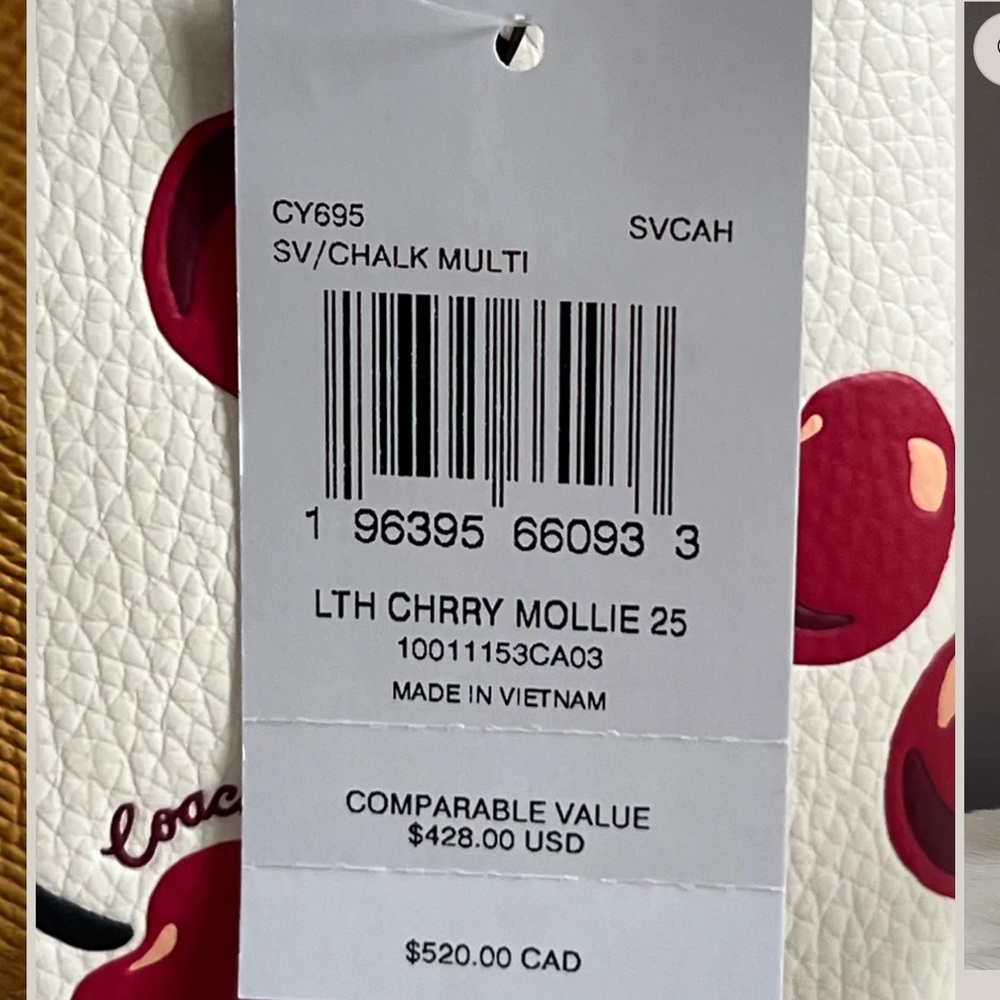 CY695 SVCAH
SV/CHALK MULTI
1 96395 66093 3
LTH CHRRY MOLLIE 25
10011153CA03
MADE IN VIETNAM
COMPARABLE VALUE
$428.00 USD
Coac
$520.00 CAD